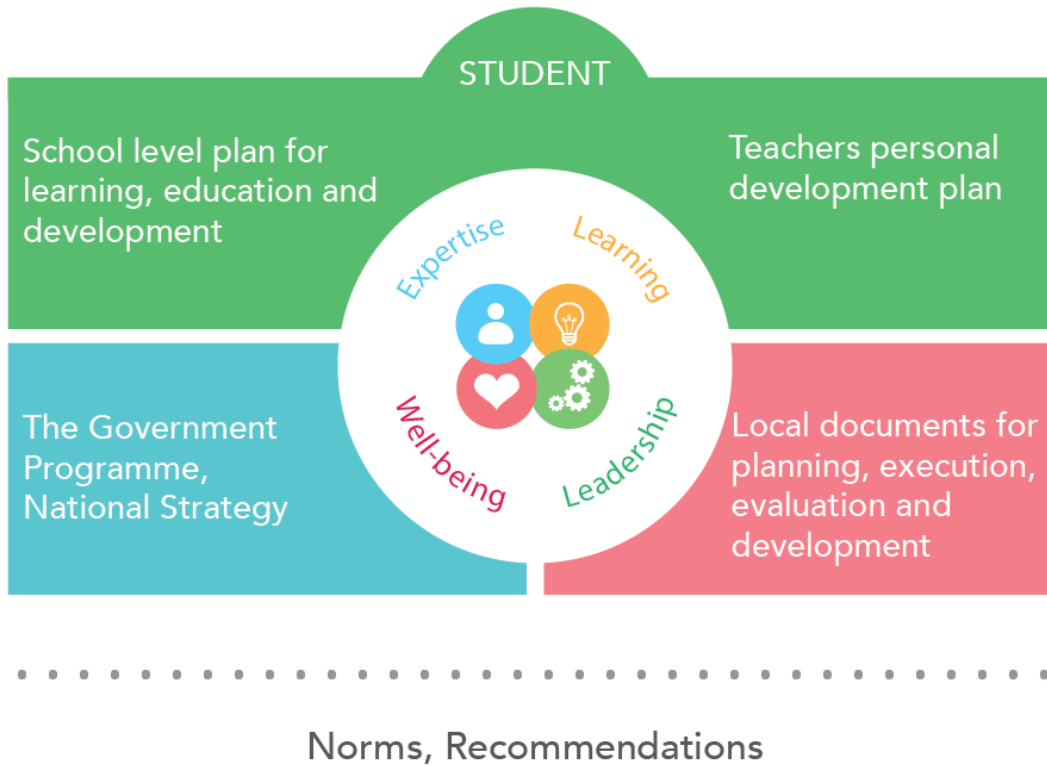 STUDENT
School level plan for
learning, education and
development
Teachers personal
development plan
Expertise
Learning
Well-being
Leadership
The Government
Programme,
National Strategy
Local documents for
planning, execution,
evaluation and
development
Norms, Recommendations